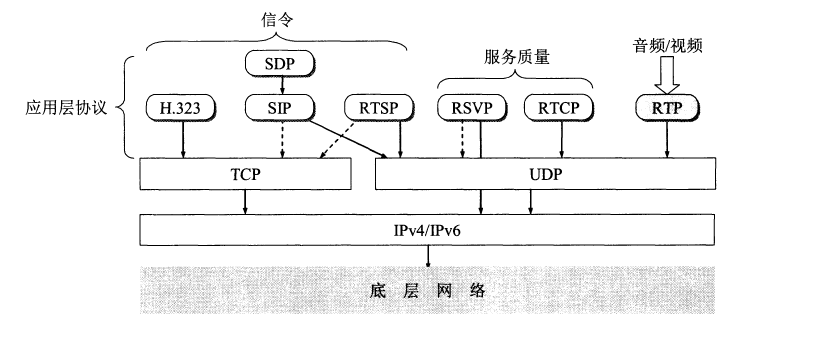 信令
音频/视频
服务质量
SDP
应用层协议
H.323
SIP
RTSP
RSVP
RTCP
RTP
TCP
UDP
IPv4/IPv6
底层网络